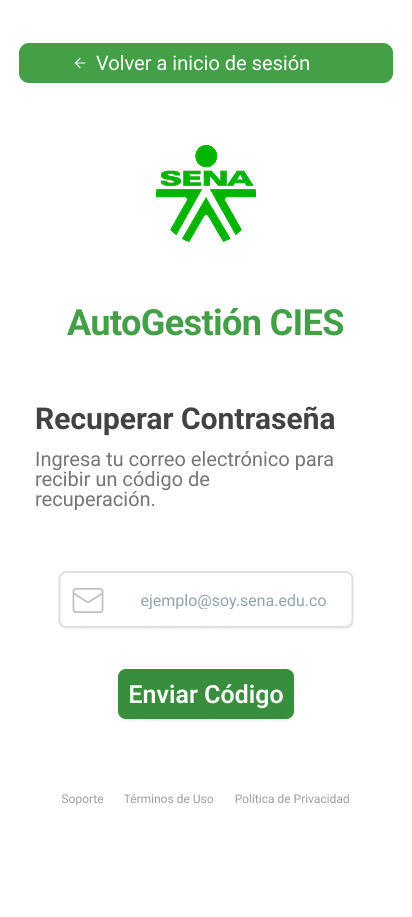 Volver a inicio de sesión
SENA
AutoGestión CIES
Recuperar Contraseña
Ingresa tu correo electrónico para
recibir un código de
recuperación.
ejemplo@soy.sena.edu.co
Enviar Código
Soporte Términos de Uso Política de Privacidad